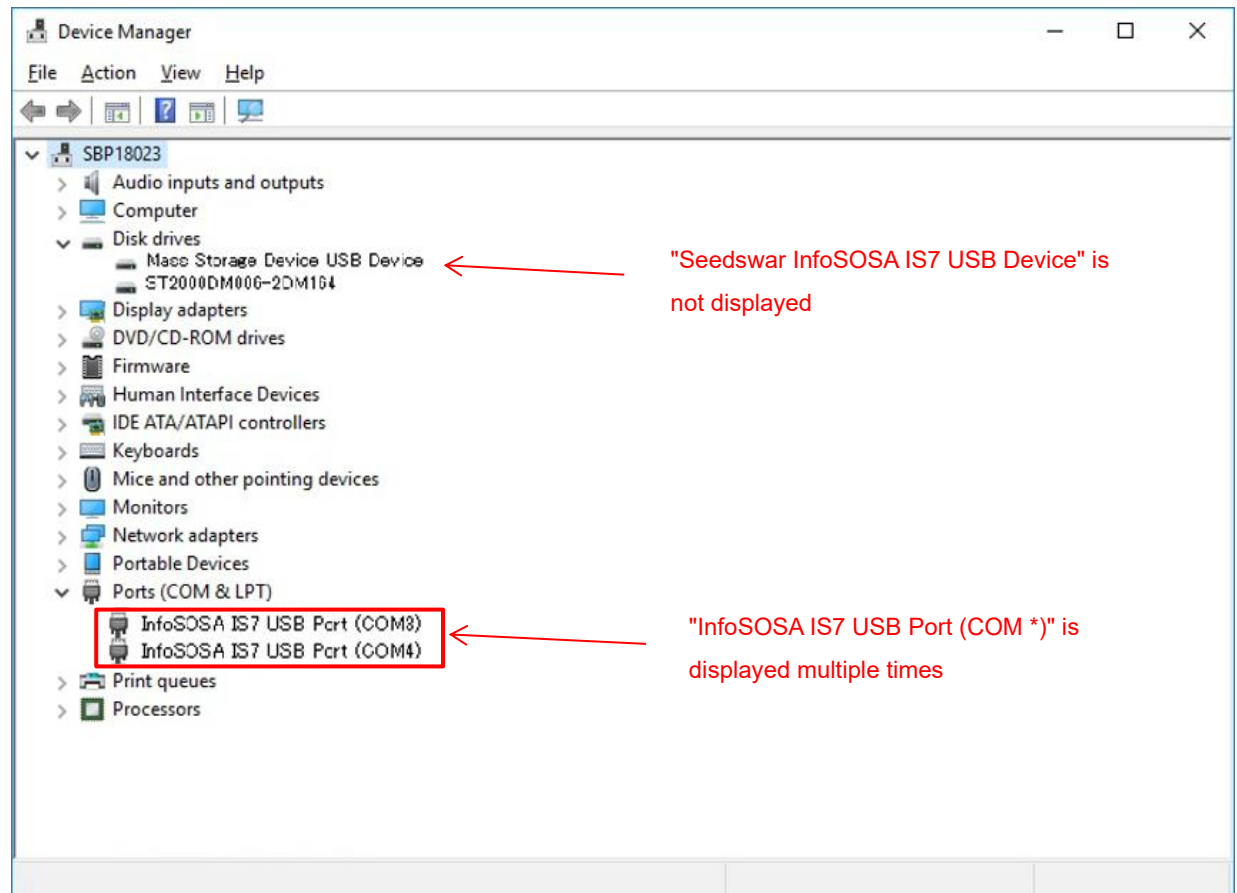 Device Manager
File Action View Help
SBP18023
Audio inputs and outputs
Computer
Disk drives
Mass Storage Device USB Device
ST2000DM006-2DM164
"Seedswar InfoSOSA IS7 USB Device" is
not displayed
Display adapters
DVD/CD-ROM drives
Firmware
Human Interface Devices
IDE ATA/ATAPI controllers
Keyboards
Mice and other pointing devices
Monitors
Network adapters
Portable Devices
Ports (COM & LPT)
InfoSOSA IS7 USB Port (COM3)
InfoSOSA IS7 USB Port (COM4)
"InfoSOSA IS7 USB Port (COM *)" is
displayed multiple times
Print queues
Processors